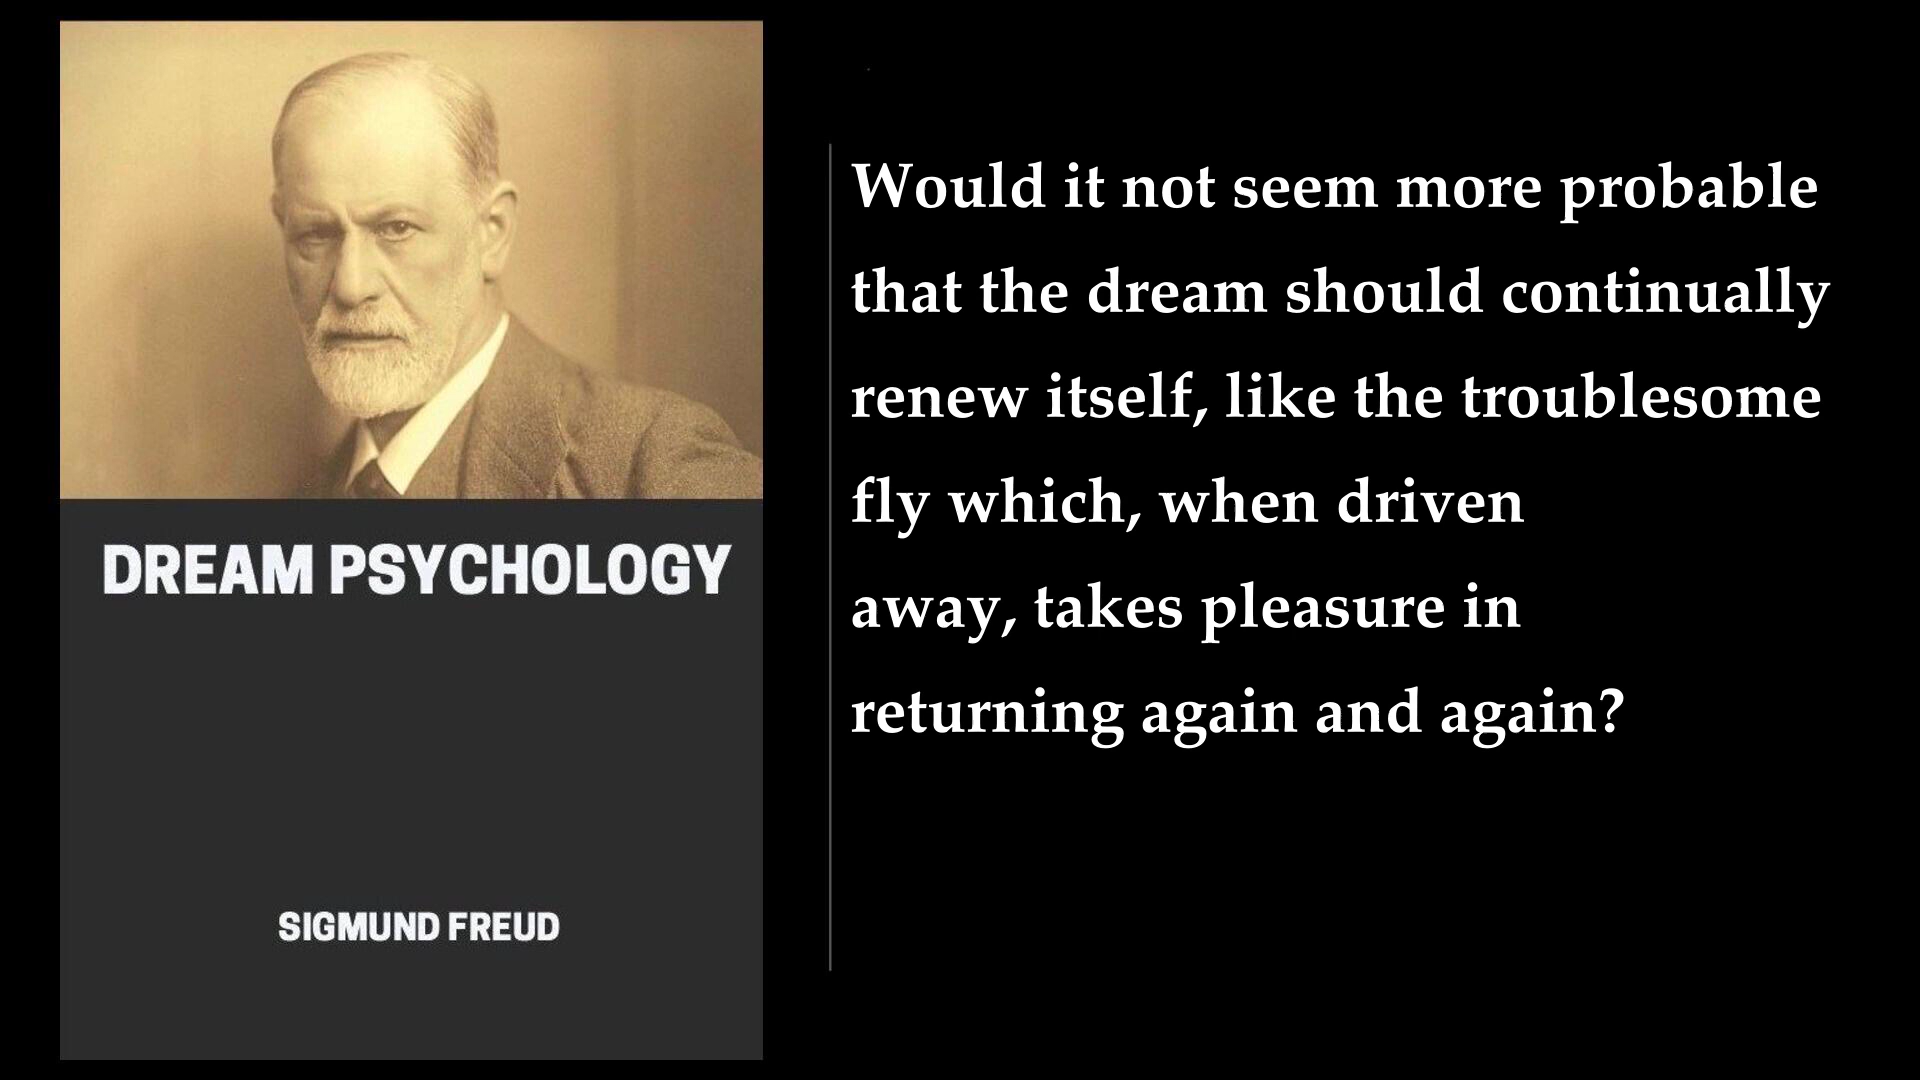 DREAM PSYCHOLOGY
SIGMUND FREUD
Would it not seem more probable
that the dream should continually
renew itself, like the troublesome
fly which, when driven
away, takes pleasure in
returning again and again?